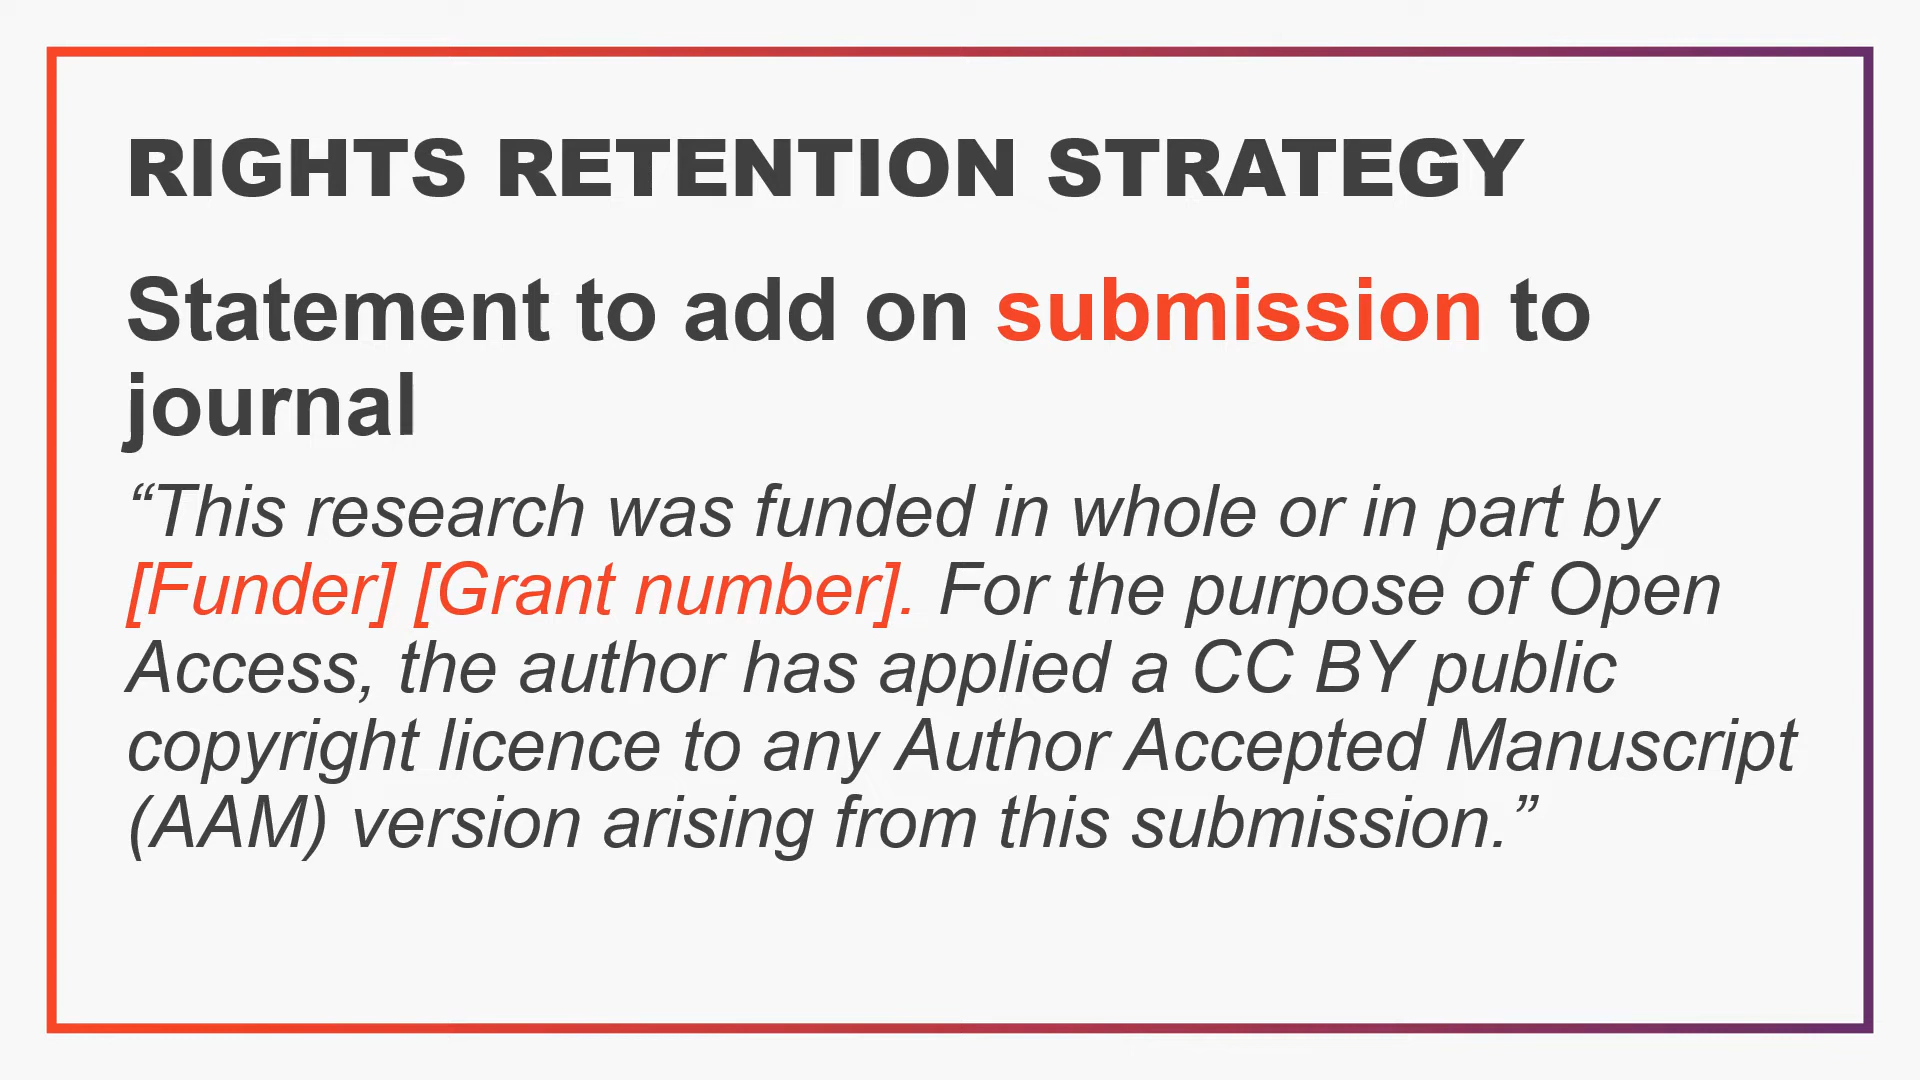 RIGHTS RETENTION STRATEGY
Statement to add on submission to
journal
“This research was funded in whole or in part by
[Funder] [Grant number]. For the purpose of Open
Access, the author has applied a CC BY public
copyright licence to any Author Accepted Manuscript
(AAM) version arising from this submission.”